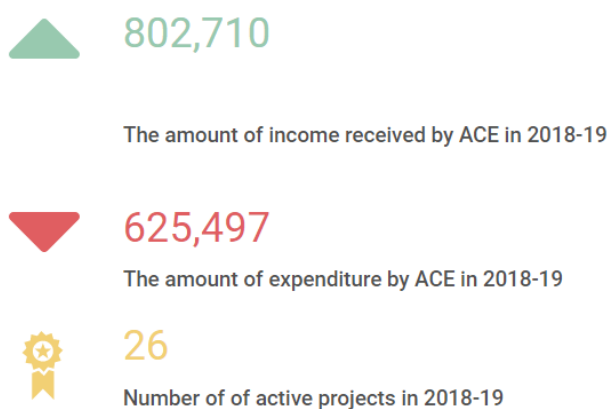 802,710
The amount of income received by ACE in 2018-19
625,497
The amount of expenditure by ACE in 2018-19
26
Number of of active projects in 2018-19